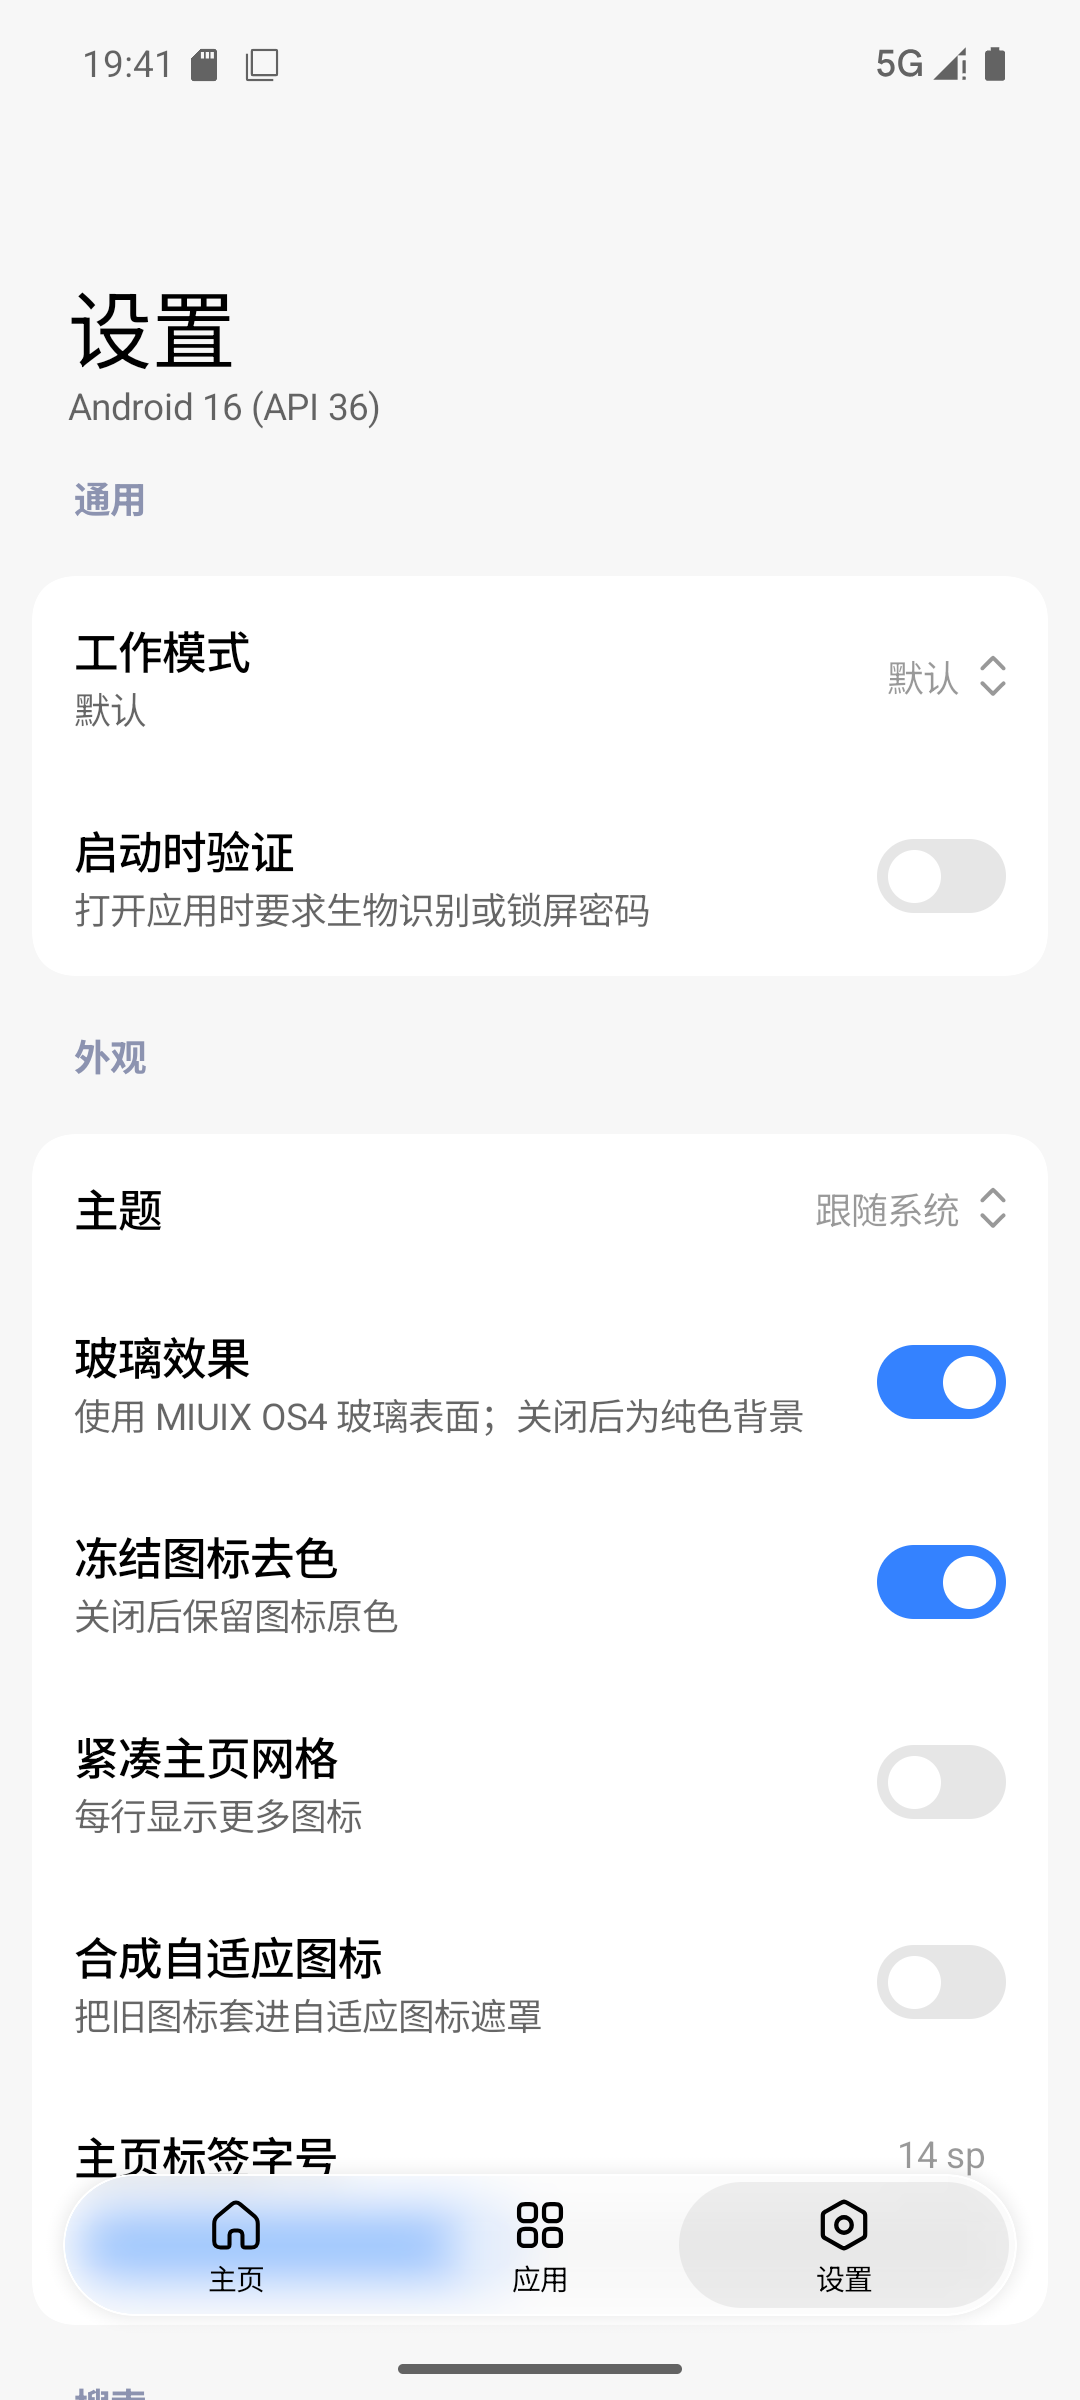 19:41
5G
设置
Android 16 (API 36)
通用
工作模式
默认
默认
启动时验证
打开应用时要求生物识别或锁屏密码
外观
主题
跟随系统
玻璃效果
使用 MIUIX OS4 玻璃表面；关闭后为纯色背景
冻结图标去色
关闭后保留图标原色
紧凑主页网格
每行显示更多图标
合成自适应图标
把旧图标套进自适应图标遮罩
主页标签字号
14 sp
主页
应用
设置